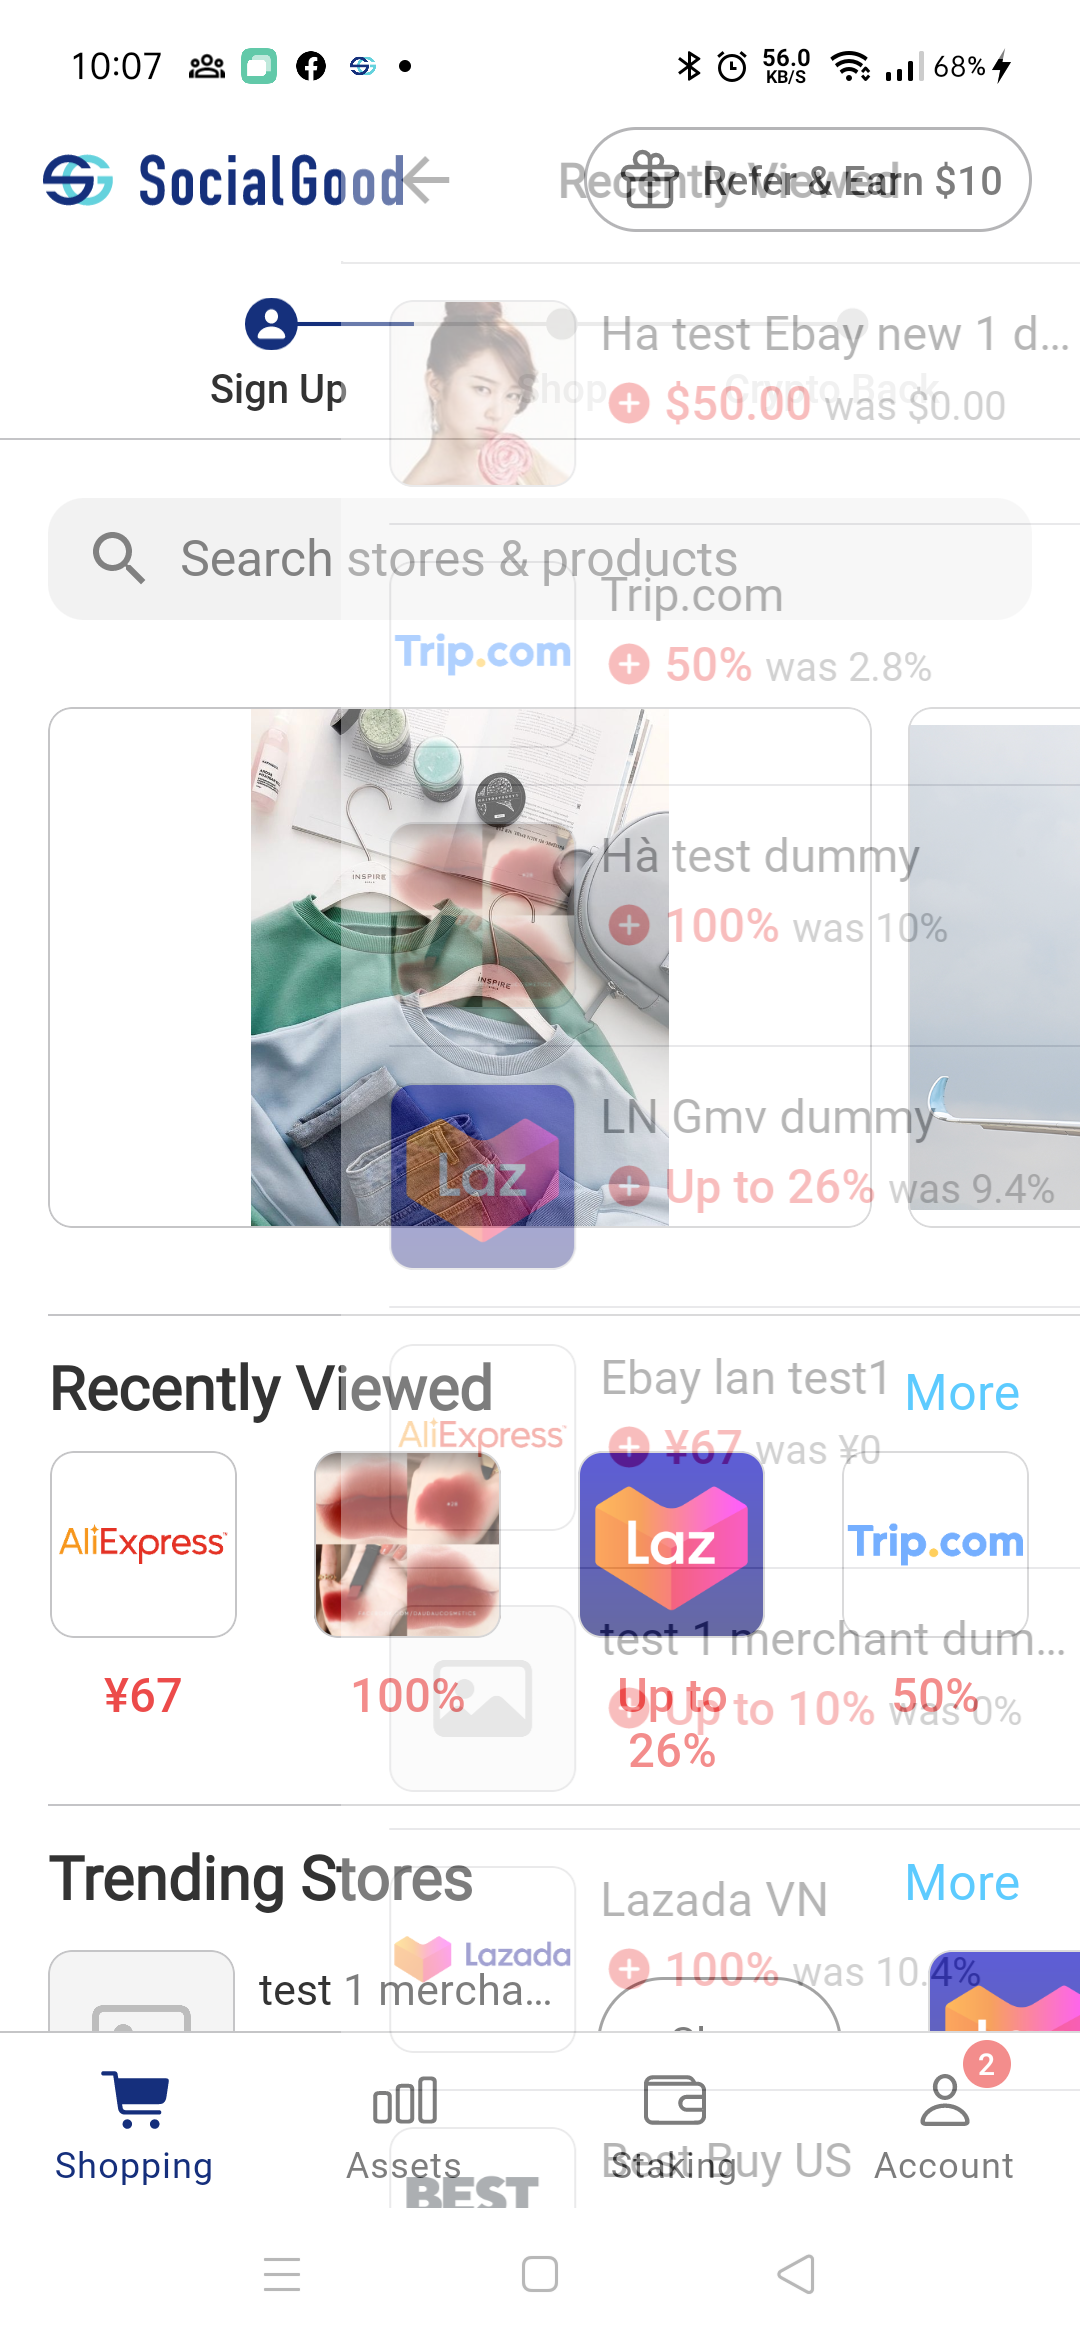 10:07
56.0
KB/S
68%
SocialGood
Refer & Earn $10
Recently Viewed
Sign Up
Shop
Crypto Back
Ha test Ebay new 1 d...
$50.00 was $0.00
Search stores & products
Trip.com
Trip.com
50% was 2.8%
INSPIRE
INSPIRE
Hà test dummy
100% was 10%
Laz
LN Gmv dummy
Up to 26% was 9.4%
Recently Viewed
More
AliExpress
Ebay lan test1
¥67 was ¥0
AliExpress
Laz
Trip.com
¥67
100%
Up to
26%
50%
test 1 merchant dum...
Up to 10% was 0%
Trending Stores
More
Lazada
Lazada VN
100% was 10.4%
test 1 mercha...
2
Shopping
Assets
Staking
Account
BEST
Best Buy US